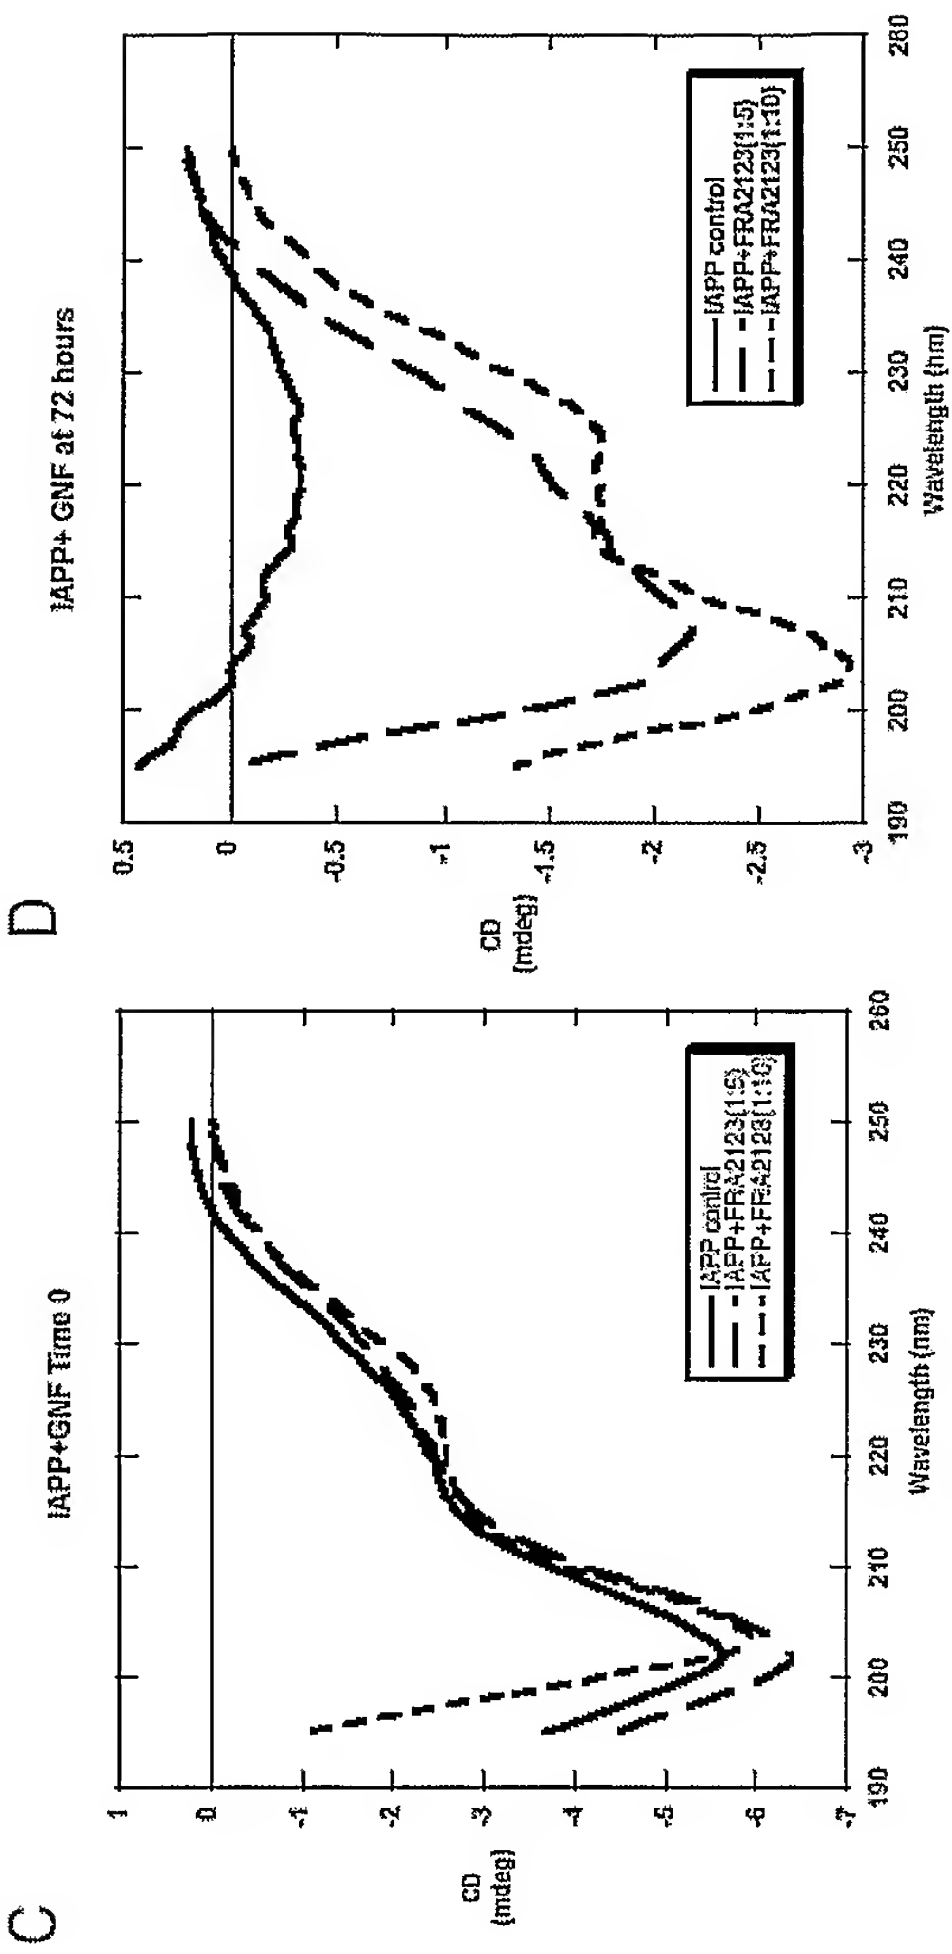 C
IAPP+GNF Time 0
1
0
-1
-2
-3
-4
-5
-6
-7
CD
(mdeg)
190
200
210
220
230
240
250
260
Wavelength (nm)
IAPP control
IAPP+FRA2123(1:5)
IAPP+FRA2123(1:10)
D
IAPP+ GNF at 72 hours
0.5
0
-0.5
-1
-1.5
-2
-2.5
-3
CD
(mdeg)
190
200
210
220
230
240
250
280
Wavelength (nm)
IAPP control
IAPP+FRA2123(1:5)
IAPP+FRA2123(1:10)